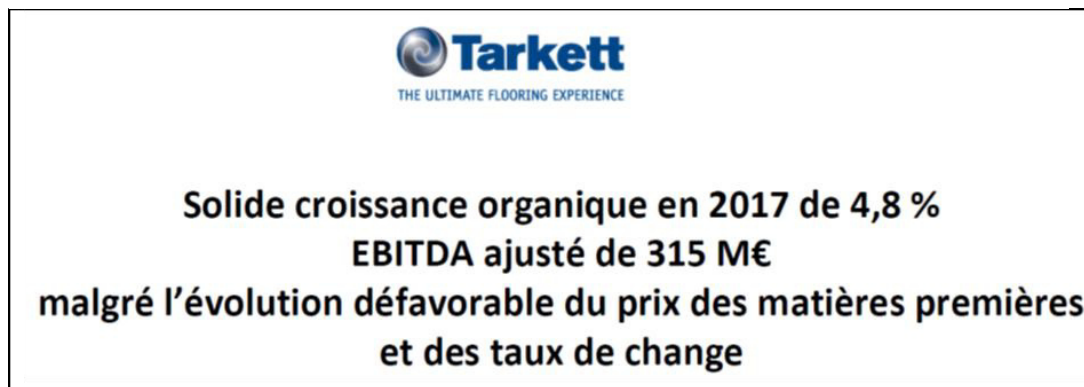 Tarkett
THE ULTIMATE FLOORING EXPERIENCE
Solide croissance organique en 2017 de 4,8 %
EBITDA ajusté de 315 M€
malgré l’évolution défavorable du prix des matières premières
et des taux de change